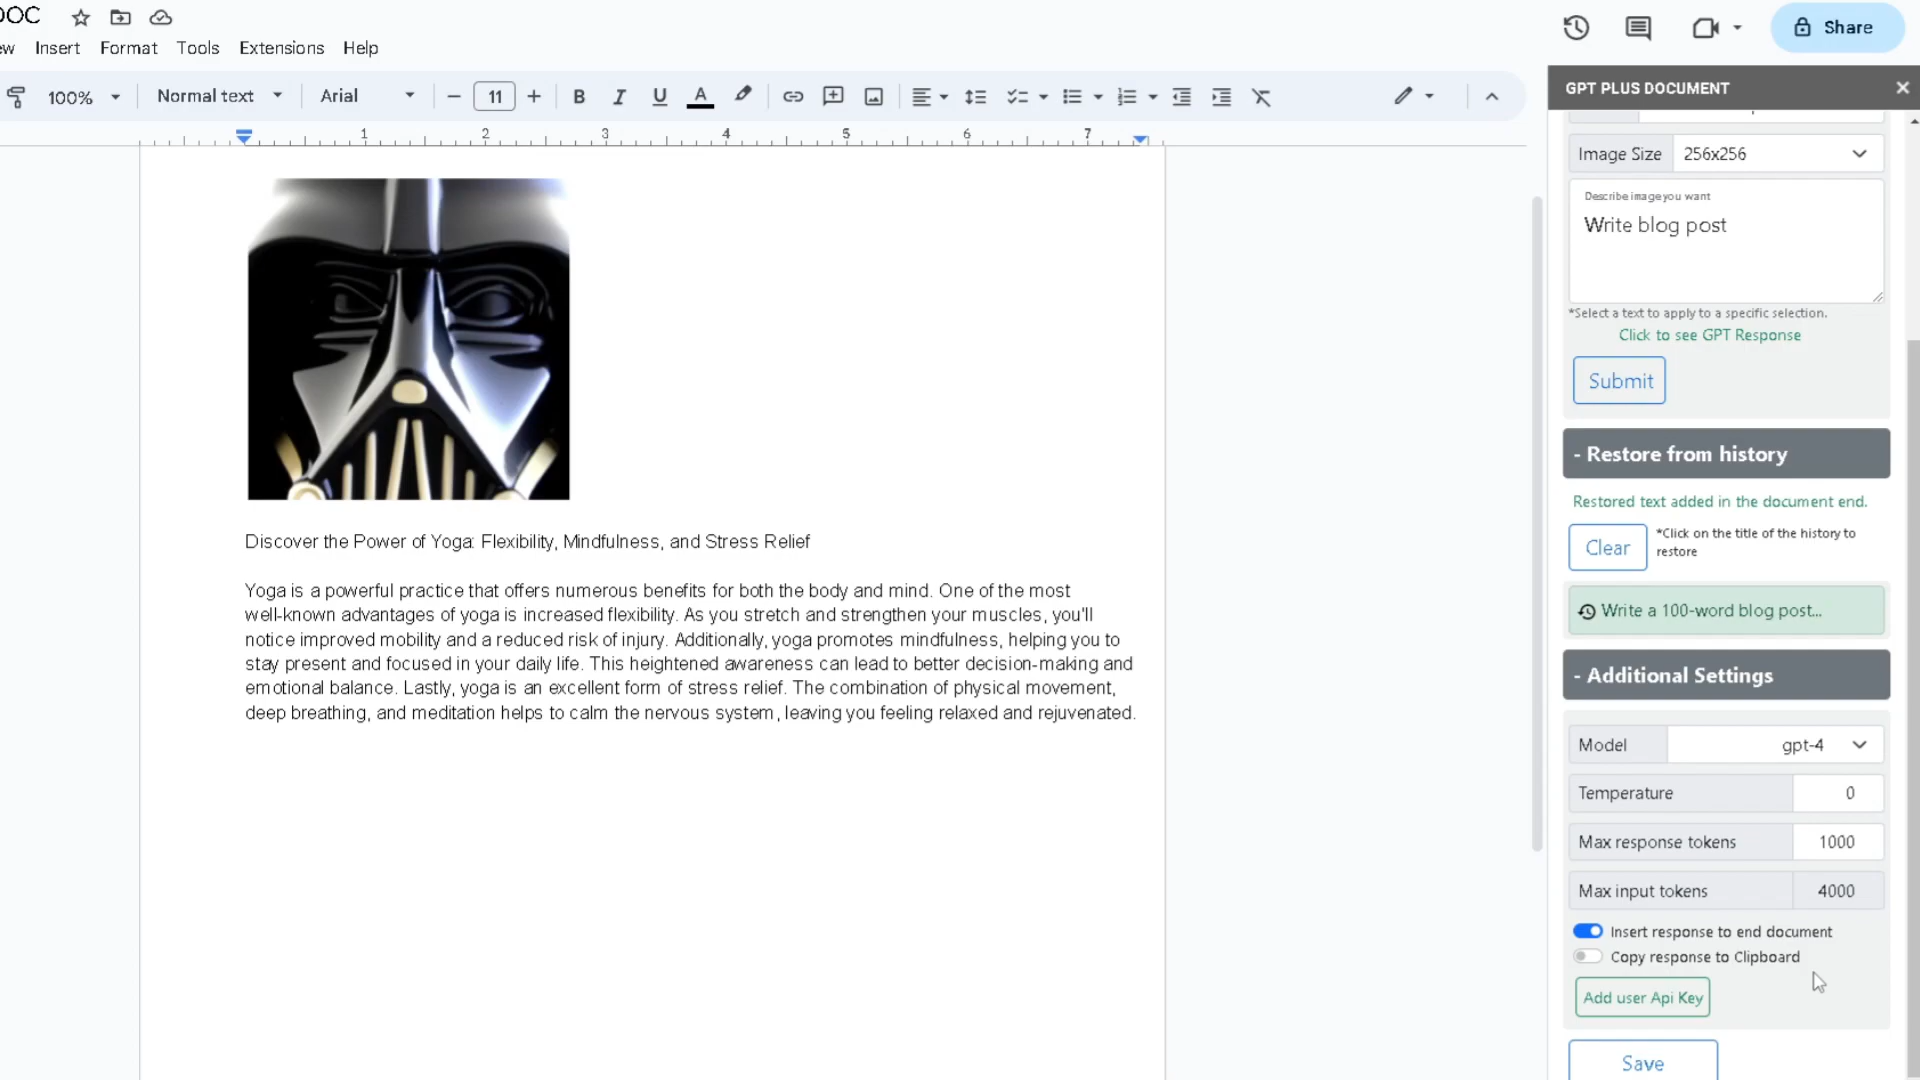 DOC
Insert Format Tools Extensions Help
Share
100% Normal text Arial 11
1 2 3 4 5 6 7
Discover the Power of Yoga: Flexibility, Mindfulness, and Stress Relief
Yoga is a powerful practice that offers numerous benefits for both the body and mind. One of the most
well-known advantages of yoga is increased flexibility. As you stretch and strengthen your muscles, you'll
notice improved mobility and a reduced risk of injury. Additionally, yoga promotes mindfulness, helping you to
stay present and focused in your daily life. This heightened awareness can lead to better decision-making and
emotional balance. Lastly, yoga is an excellent form of stress relief. The combination of physical movement,
deep breathing, and meditation helps to calm the nervous system, leaving you feeling relaxed and rejuvenated.
GPT PLUS DOCUMENT
Image Size 256x256
Describe image you want
Write blog post
*Select a text to apply to a specific selection.
Click to see GPT Response
Submit
- Restore from history
Restored text added in the document end.
Clear
*Click on the title of the history to
restore
Write a 100-word blog post...
- Additional Settings
Model gpt-4
Temperature 0
Max response tokens 1000
Max input tokens 4000
Insert response to end document
Copy response to Clipboard
Add user Api Key
Save